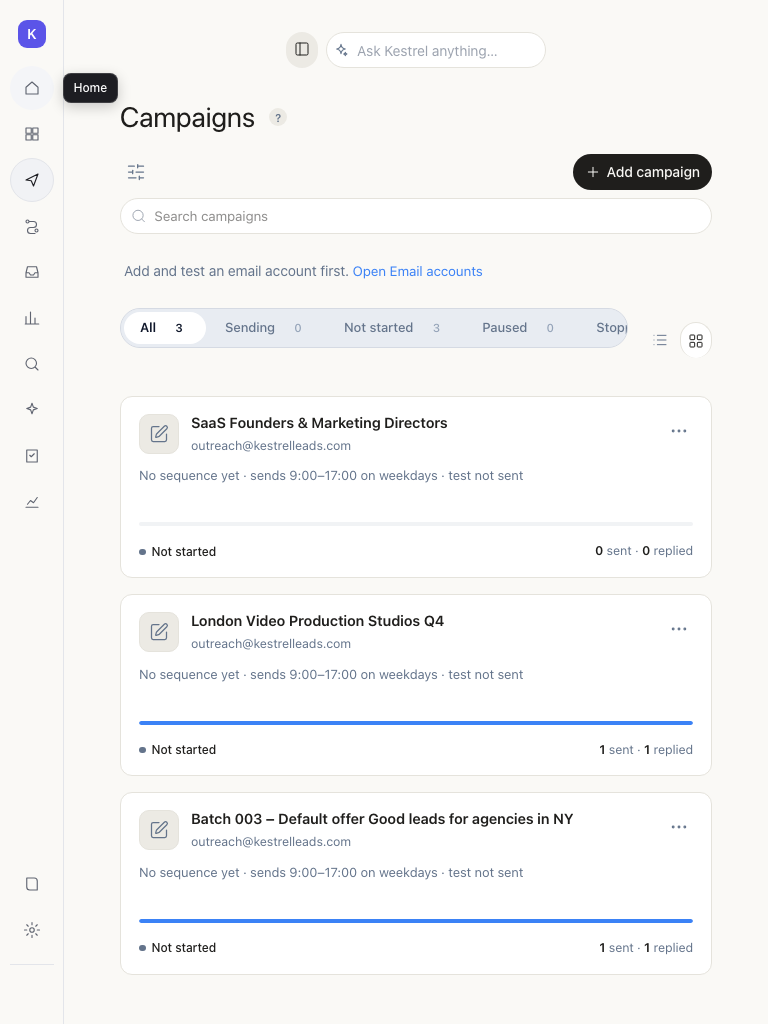 K
Ask Kestrel anything...
Home
Campaigns ?
Add campaign
Search campaigns
Add and test an email account first. Open Email accounts
All 3 Sending 0 Not started 3 Paused 0
SaaS Founders & Marketing Directors
outreach@kestrelleads.com
No sequence yet · sends 9:00–17:00 on weekdays · test not sent
Not started 0 sent · 0 replied
London Video Production Studios Q4
outreach@kestrelleads.com
No sequence yet · sends 9:00–17:00 on weekdays · test not sent
Not started 1 sent · 1 replied
Batch 003 – Default offer Good leads for agencies in NY
outreach@kestrelleads.com
No sequence yet · sends 9:00–17:00 on weekdays · test not sent
Not started 1 sent · 1 replied